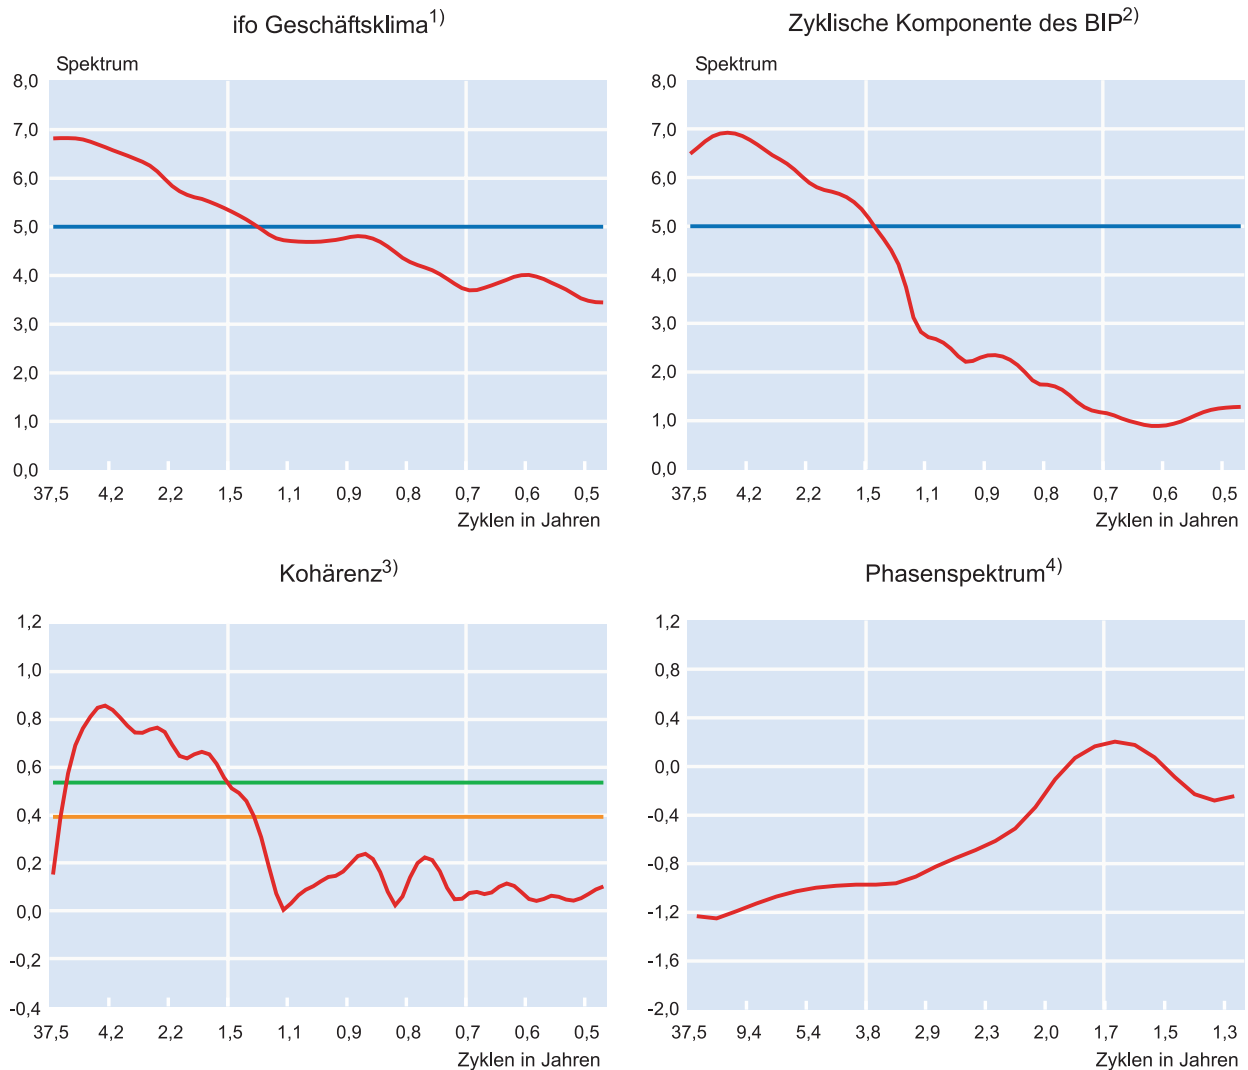 ifo Geschäftsklima1)
Spektrum
8,0
7,0
6,0
5,0
4,0
3,0
2,0
1,0
0,0
37,5 4,2 2,2 1,5 1,1 0,9 0,8 0,7 0,6 0,5
Zyklen in Jahren
Zyklische Komponente des BIP2)
Spektrum
8,0
7,0
6,0
5,0
4,0
3,0
2,0
1,0
0,0
37,5 4,2 2,2 1,5 1,1 0,9 0,8 0,7 0,6 0,5
Zyklen in Jahren
Kohärenz3)
1,2
1,0
0,8
0,6
0,4
0,2
0,0
-0,2
-0,4
37,5 4,2 2,2 1,5 1,1 0,9 0,8 0,7 0,6 0,5
Zyklen in Jahren
Phasenspektrum4)
1,2
0,8
0,4
0,0
-0,4
-0,8
-1,2
-1,6
-2,0
37,5 9,4 5,4 3,8 2,9 2,3 2,0 1,7 1,5 1,3
Zyklen in Jahren